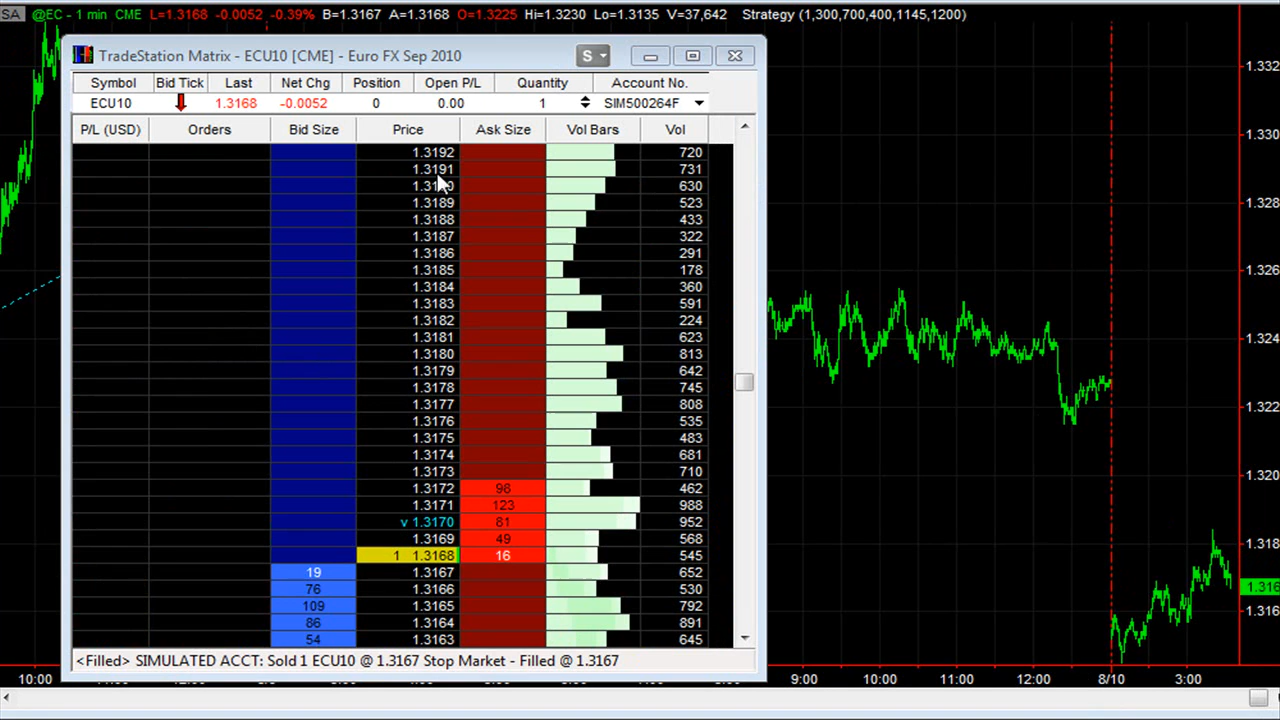 SA @EC - 1 min CME L=1.3168 -0.0052 -0.39% B=1.3167 A=1.3168 O=1.3225 Hi=1.3230 Lo=1.3135 V=37,642 Strategy (1,300,700,400,1145,1200)
TradeStation Matrix - ECU10 [CME] - Euro FX Sep 2010 S
Symbol Bid Tick Last Net Chg Position Open P/L Quantity Account No.
ECU10 1.3168 -0.0052 0 0.00 1 SIM500264F
P/L (USD) Orders Bid Size Price Ask Size Vol Bars Vol
1.3192 720
1.3191 731
630
1.3189 523
1.3188 433
1.3187 322
1.3186 291
1.3185 178
1.3184 360
1.3183 591
1.3182 224
1.3181 623
1.3180 813
1.3179 642
1.3178 745
1.3177 808
1.3176 535
1.3175 483
1.3174 681
1.3173 710
1.3172 98 462
1.3171 123 988
v 1.3170 81 952
1.3169 49 568
1 1.3168 16 545
19 1.3167 652
76 1.3166 530
109 1.3165 792
86 1.3164 891
54 1.3163 645
<Filled> SIMULATED ACCT: Sold 1 ECU10 @ 1.3167 Stop Market - Filled @ 1.3167
1.332
1.330
1.328
1.326
1.324
1.322
1.320
1.318
1.316
1.316
10:00 9:00 10:00 11:00 12:00 8/10 3:00